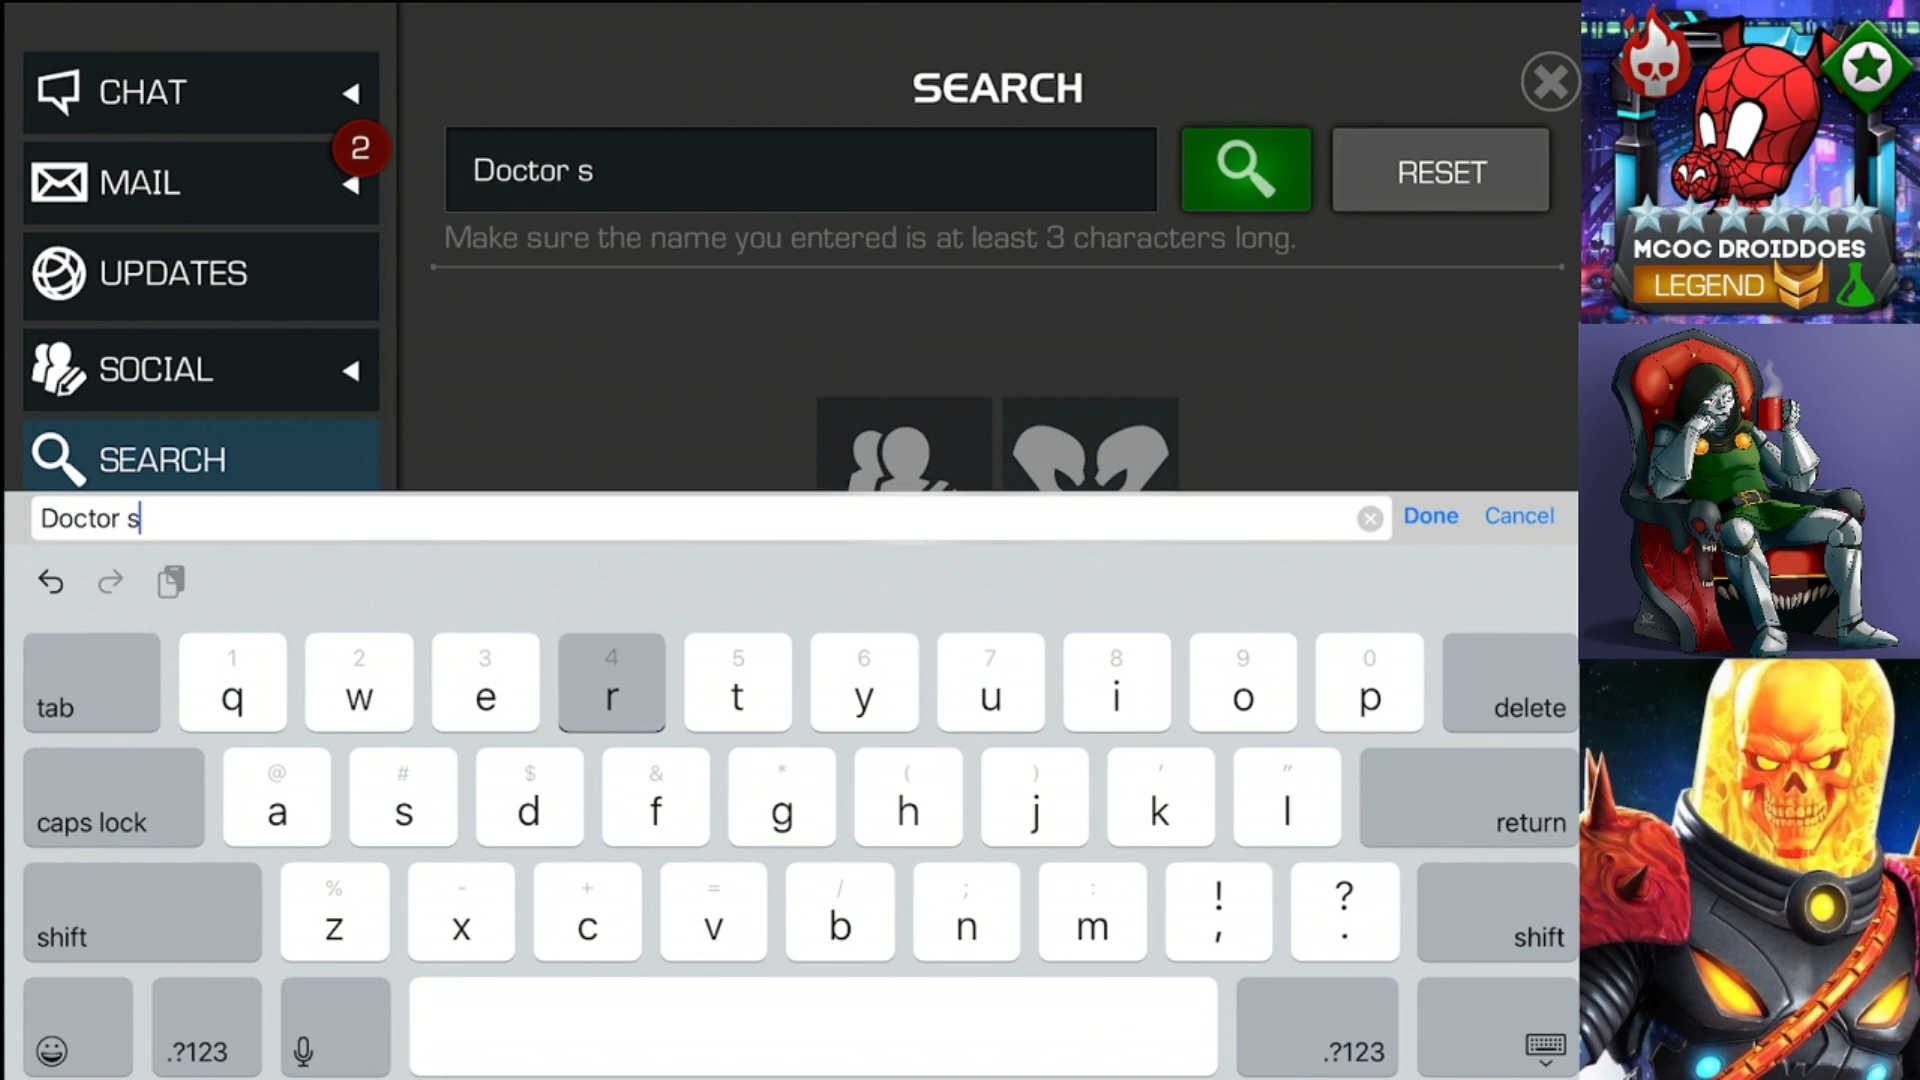 CHAT
2
MAIL
UPDATES
SOCIAL
SEARCH
SEARCH
Doctor s
RESET
Make sure the name you entered is at least 3 characters long.
MCOC DROIDDOES
LEGEND
Doctor s
Done
Cancel
1 2 3 4 5 6 7 8 9 0
tab q w e r t y u i o p delete
@ # $ & * ( ) ' "
caps lock a s d f g h j k l return
% - + = / ; : ! ?
shift z x c v b n m , . shift
.?123 .?123